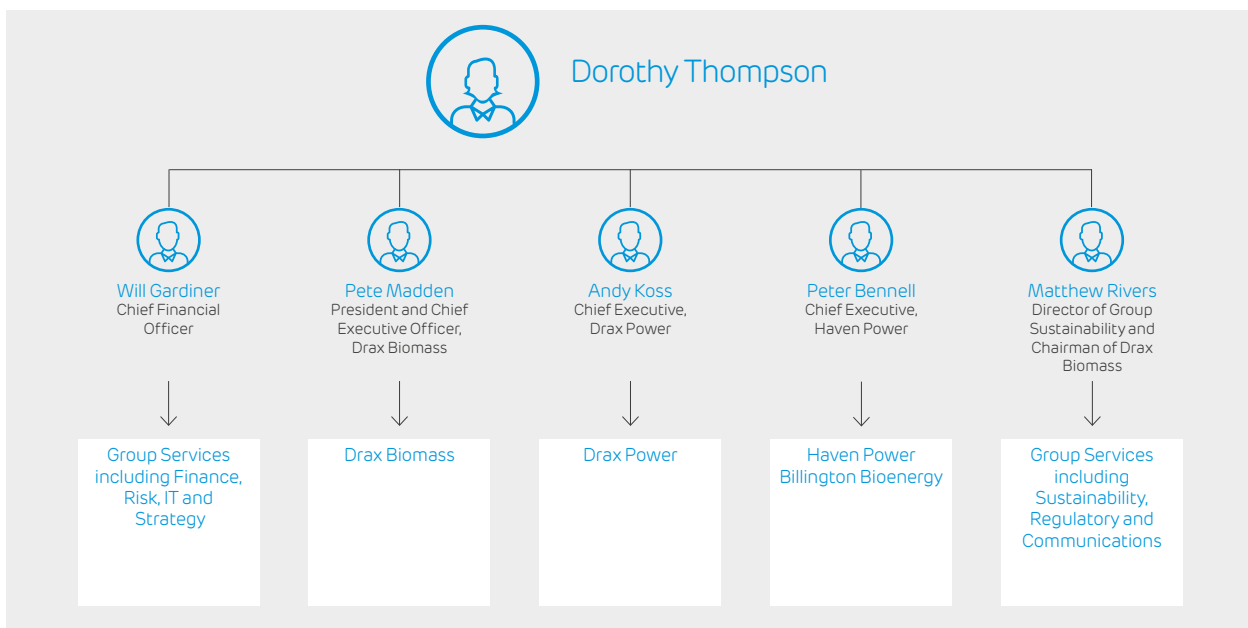 Dorothy Thompson
Will Gardiner
Chief Financial
Officer
Pete Madden
President and Chief
Executive Officer,
Drax Biomass
Andy Koss
Chief Executive,
Drax Power
Peter Bennell
Chief Executive,
Haven Power
Matthew Rivers
Director of Group
Sustainability and
Chairman of Drax
Biomass
Group Services
including Finance,
Risk, IT and
Strategy
Drax Biomass
Drax Power
Haven Power
Billington Bioenergy
Group Services
including
Sustainability,
Regulatory and
Communications